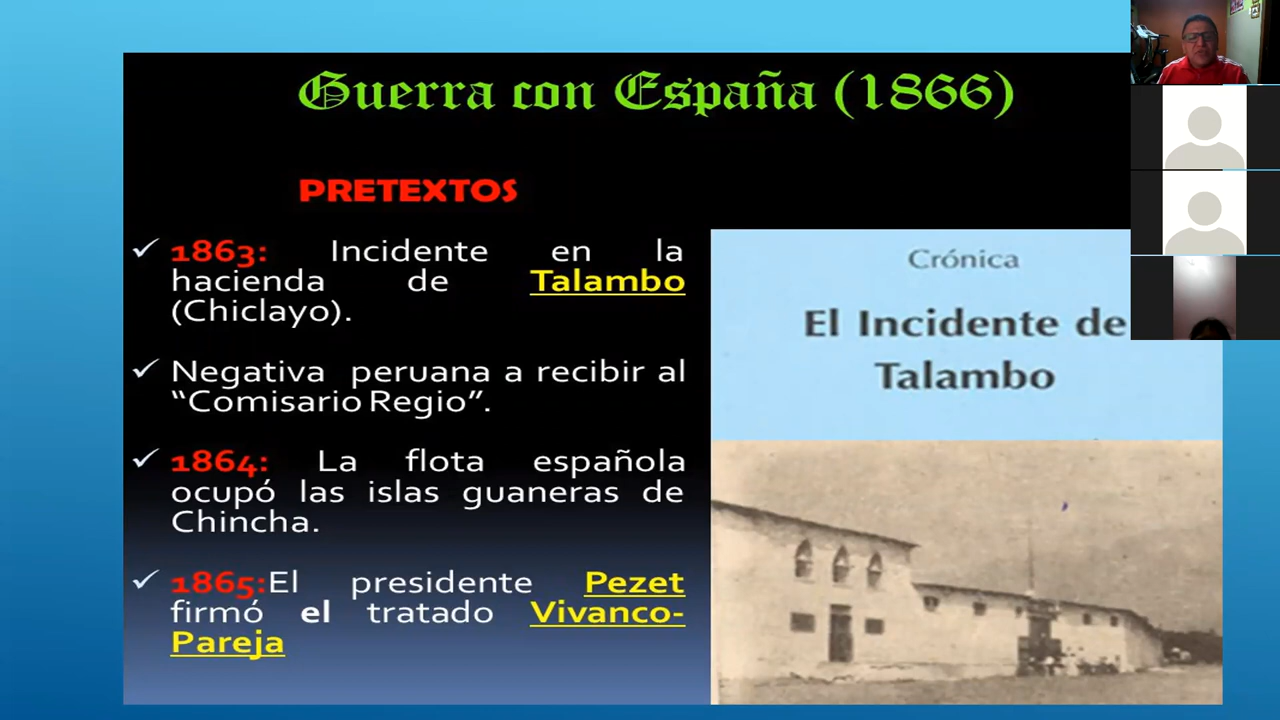 Guerra con España (1866)
PRETEXTOS
✓ 1863: Incidente en la
hacienda de Talambo
(Chiclayo).
✓ Negativa peruana a recibir al
“Comisario Regio”.
✓ 1864: La flota española
ocupó las islas guaneras de
Chincha.
✓ 1865:El presidente Pezet
firmó el tratado Vivanco-
Pareja
Crónica
El Incidente de
Talambo